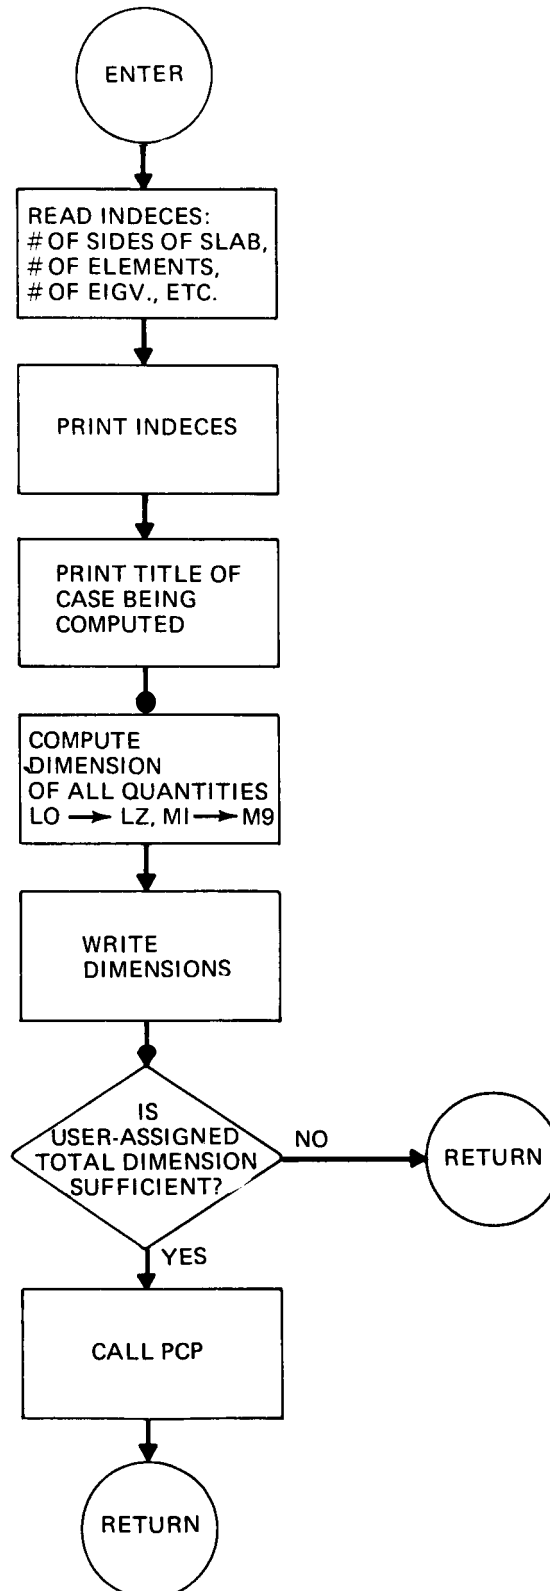 ENTER
READ INDECES:
# OF SIDES OF SLAB,
# OF ELEMENTS,
# OF EIGV., ETC.
PRINT INDECES
PRINT TITLE OF
CASE BEING
COMPUTED
COMPUTE
DIMENSION
OF ALL QUANTITIES
LO → LZ, MI → M9
WRITE
DIMENSIONS
IS
USER-ASSIGNED
TOTAL DIMENSION
SUFFICIENT?
NO
RETURN
YES
CALL PCP
RETURN